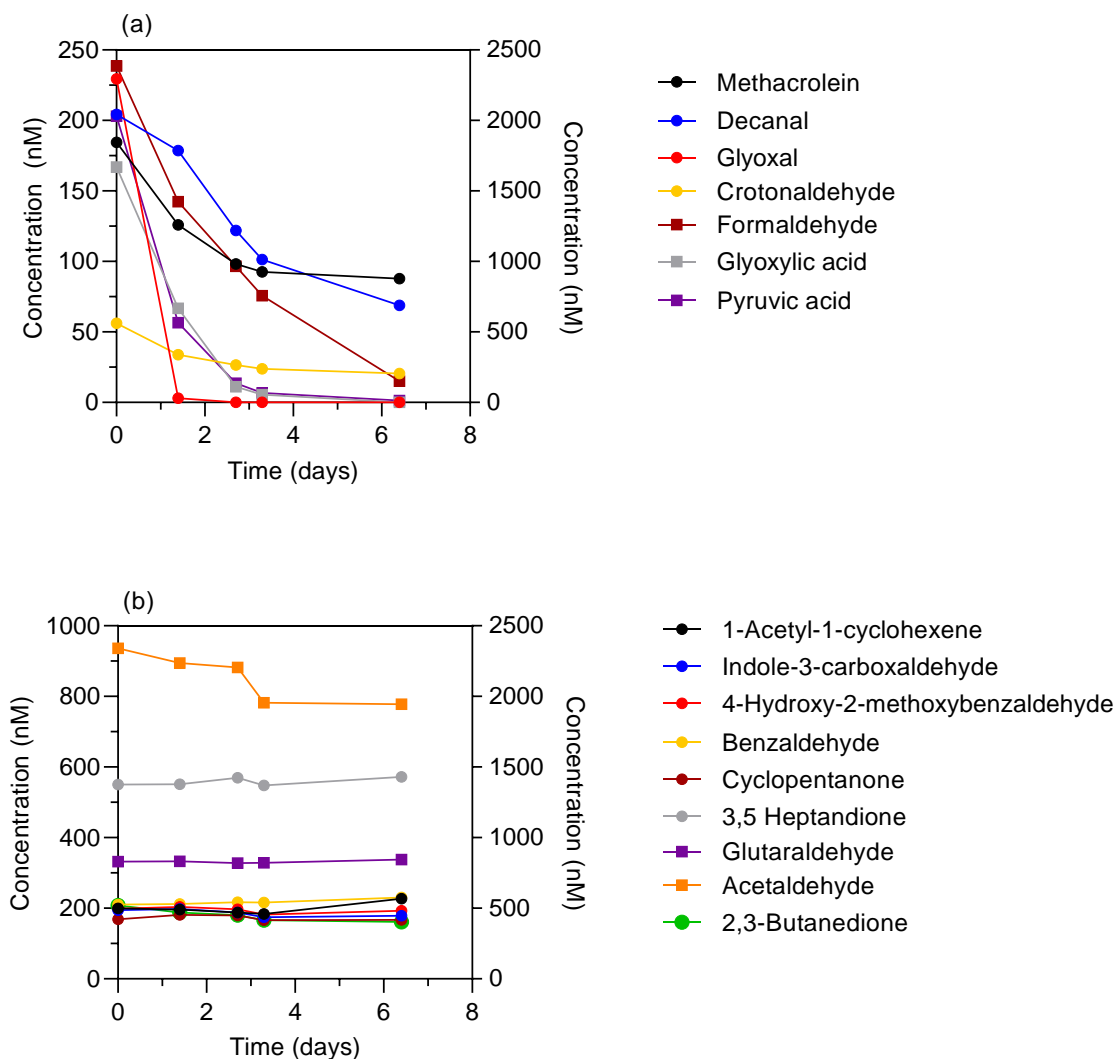 (a)
250
200
150
100
50
0
Concentration (nM)
2500
2000
1500
1000
500
0
Concentration (nM)
0 2 4 6 8
Time (days)
Methacrolein
Decanal
Glyoxal
Crotonaldehyde
Formaldehyde
Glyoxylic acid
Pyruvic acid
(b)
1000
800
600
400
200
0
Concentration (nM)
2500
2000
1500
1000
500
0
Concentration (nM)
0 2 4 6 8
Time (days)
1-Acetyl-1-cyclohexene
Indole-3-carboxaldehyde
4-Hydroxy-2-methoxybenzaldehyde
Benzaldehyde
Cyclopentanone
3,5 Heptandione
Glutaraldehyde
Acetaldehyde
2,3-Butanedione